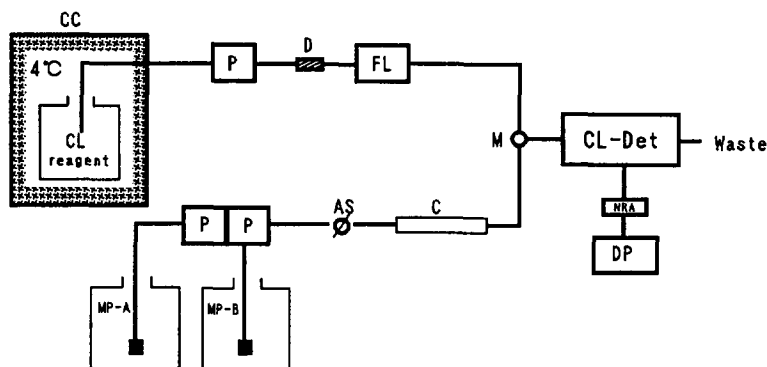 CC
4℃
CL
reagent
P
D
FL
M
CL-Det
Waste
NRA
DP
P
P
AS
C
MP-A
MP-B